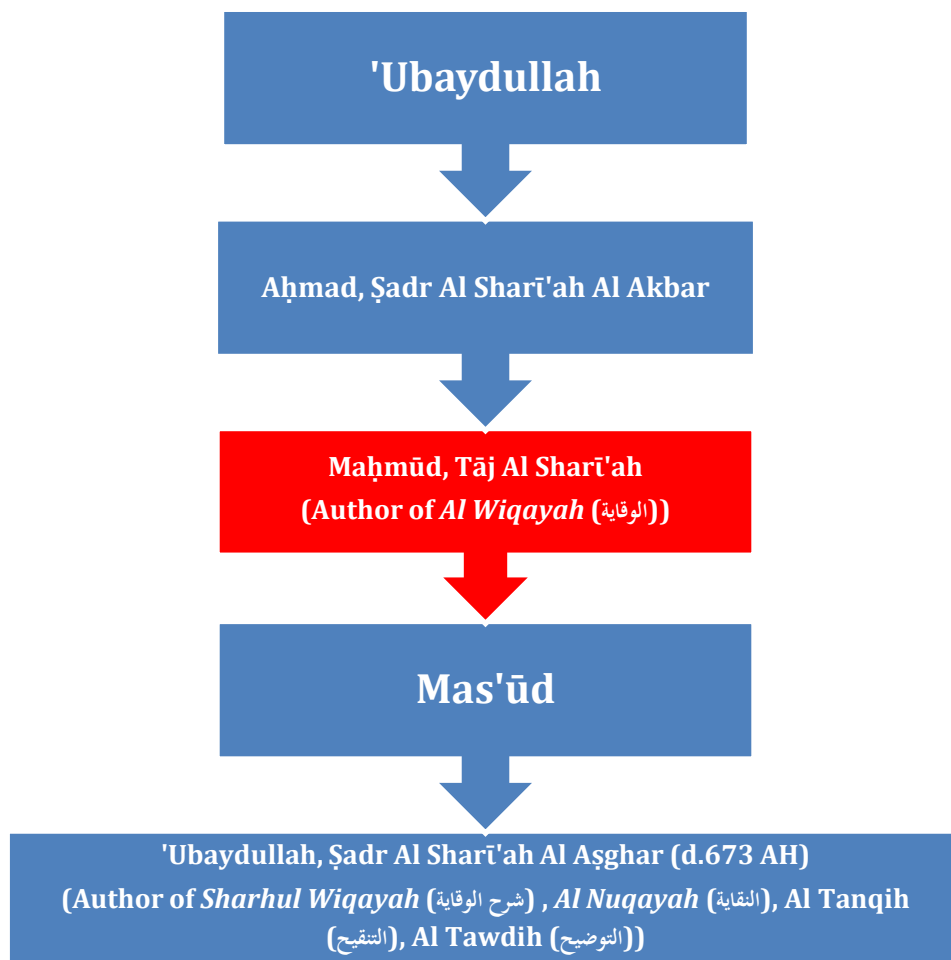 'Ubaydullah
Aḥmad, Ṣadr Al Sharī'ah Al Akbar
Maḥmūd, Tāj Al Sharī'ah
(Author of Al Wiqayah (الوقاية))
Mas'ūd
'Ubaydullah, Ṣadr Al Sharī'ah Al Aṣghar (d.673 AH)
(Author of Sharhul Wiqayah (شرح الوقاية) , Al Nuqayah (النقاية), Al Tanqih
(التنقيح), Al Tawdih (التوضيح))